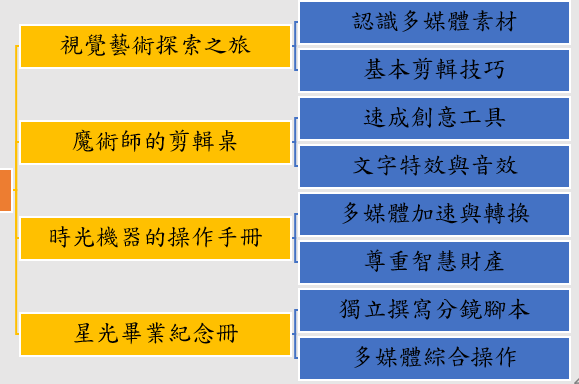 視覺藝術探索之旅
認識多媒體素材
基本剪輯技巧
魔術師的剪輯桌
速成創意工具
文字特效與音效
時光機器的操作手冊
多媒體加速與轉換
尊重智慧財產
星光畢業紀念冊
獨立撰寫分鏡腳本
多媒體綜合操作